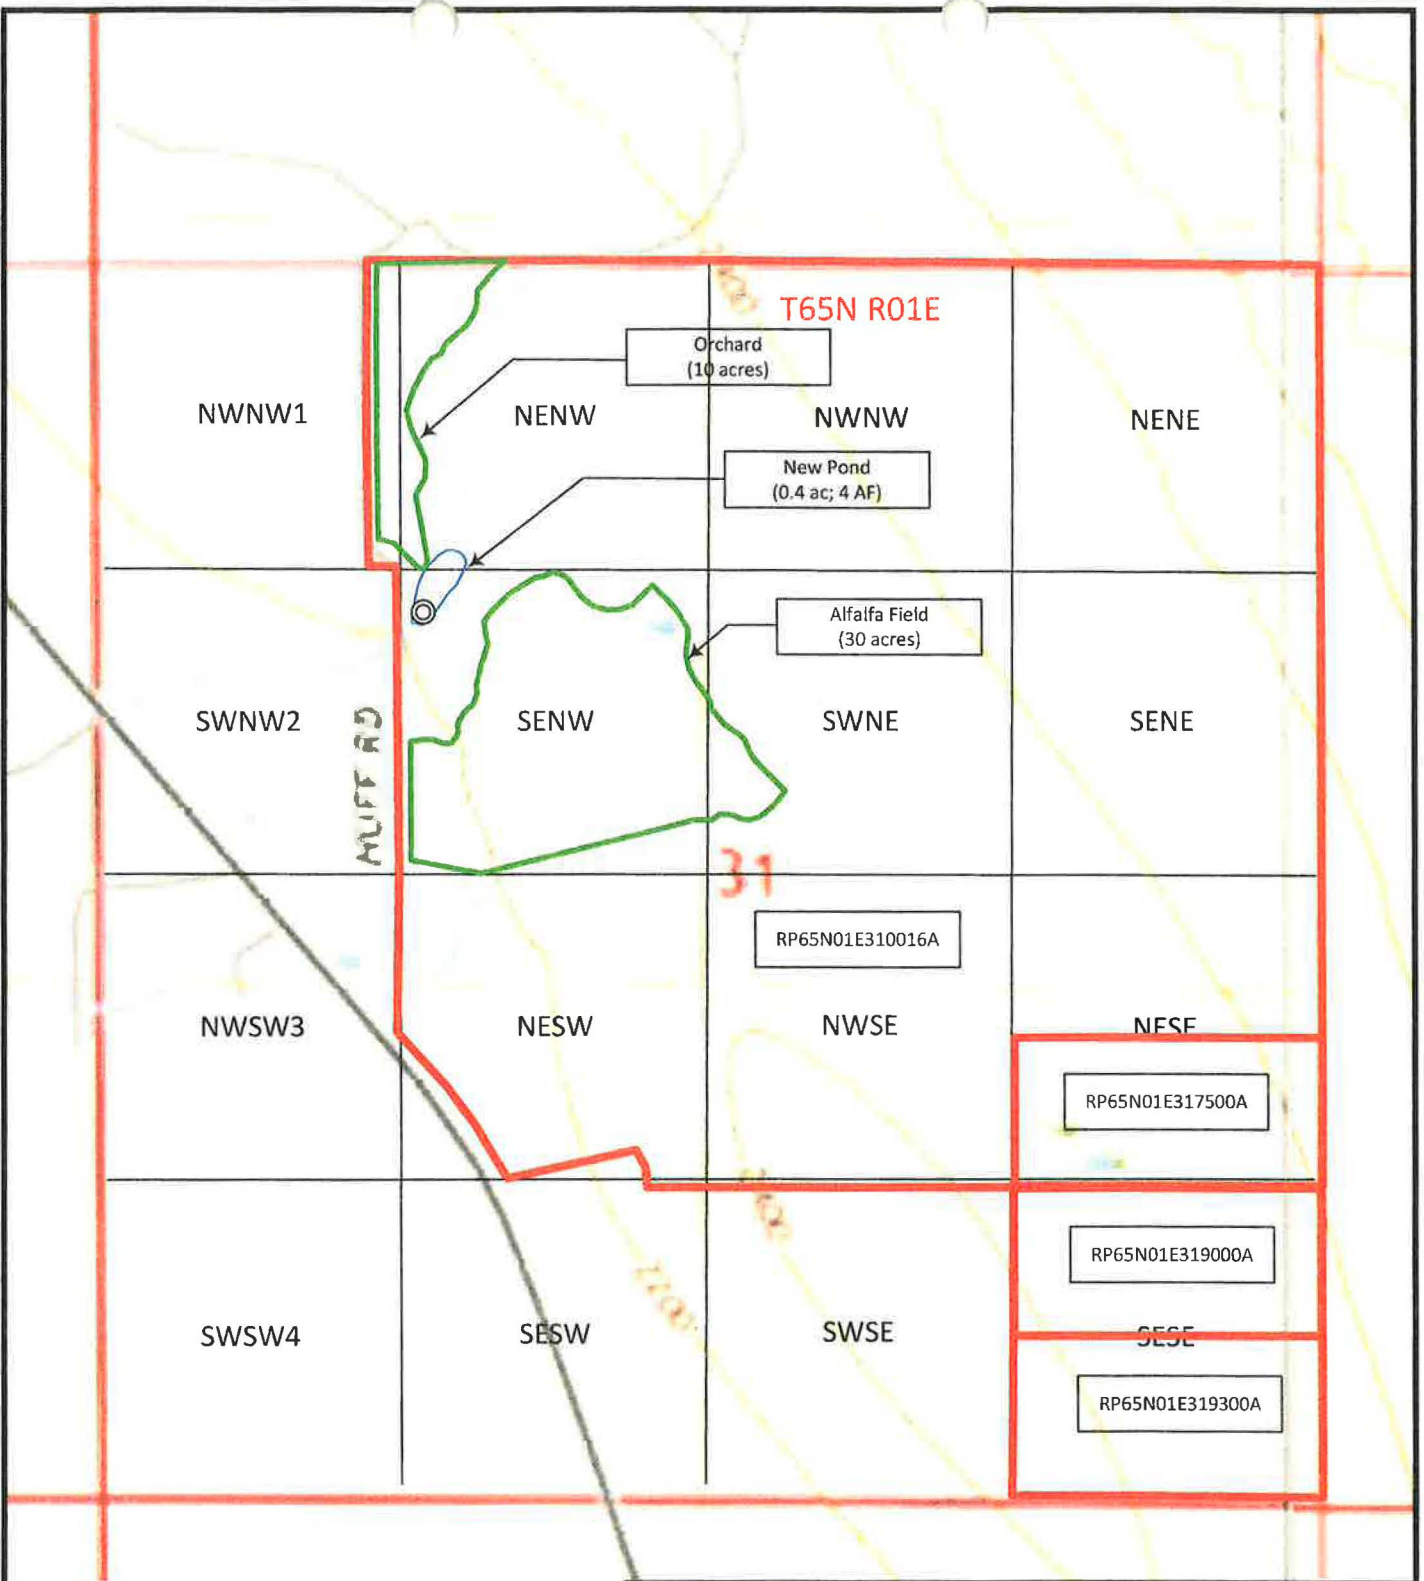 T65N R01E
Orchard
(10 acres)
NWNW1
NENW
NWNW
NENE
New Pond
(0.4 ac; 4 AF)
Alfalfa Field
(30 acres)
SWNW2
SENW
SWNE
SENE
31
RP65N01E310016A
NWSW3
NESW
NWSE
NESE
RP65N01E317500A
RP65N01E319000A
2200
SWSW4
SESW
SWSE
SESE
RP65N01E319300A